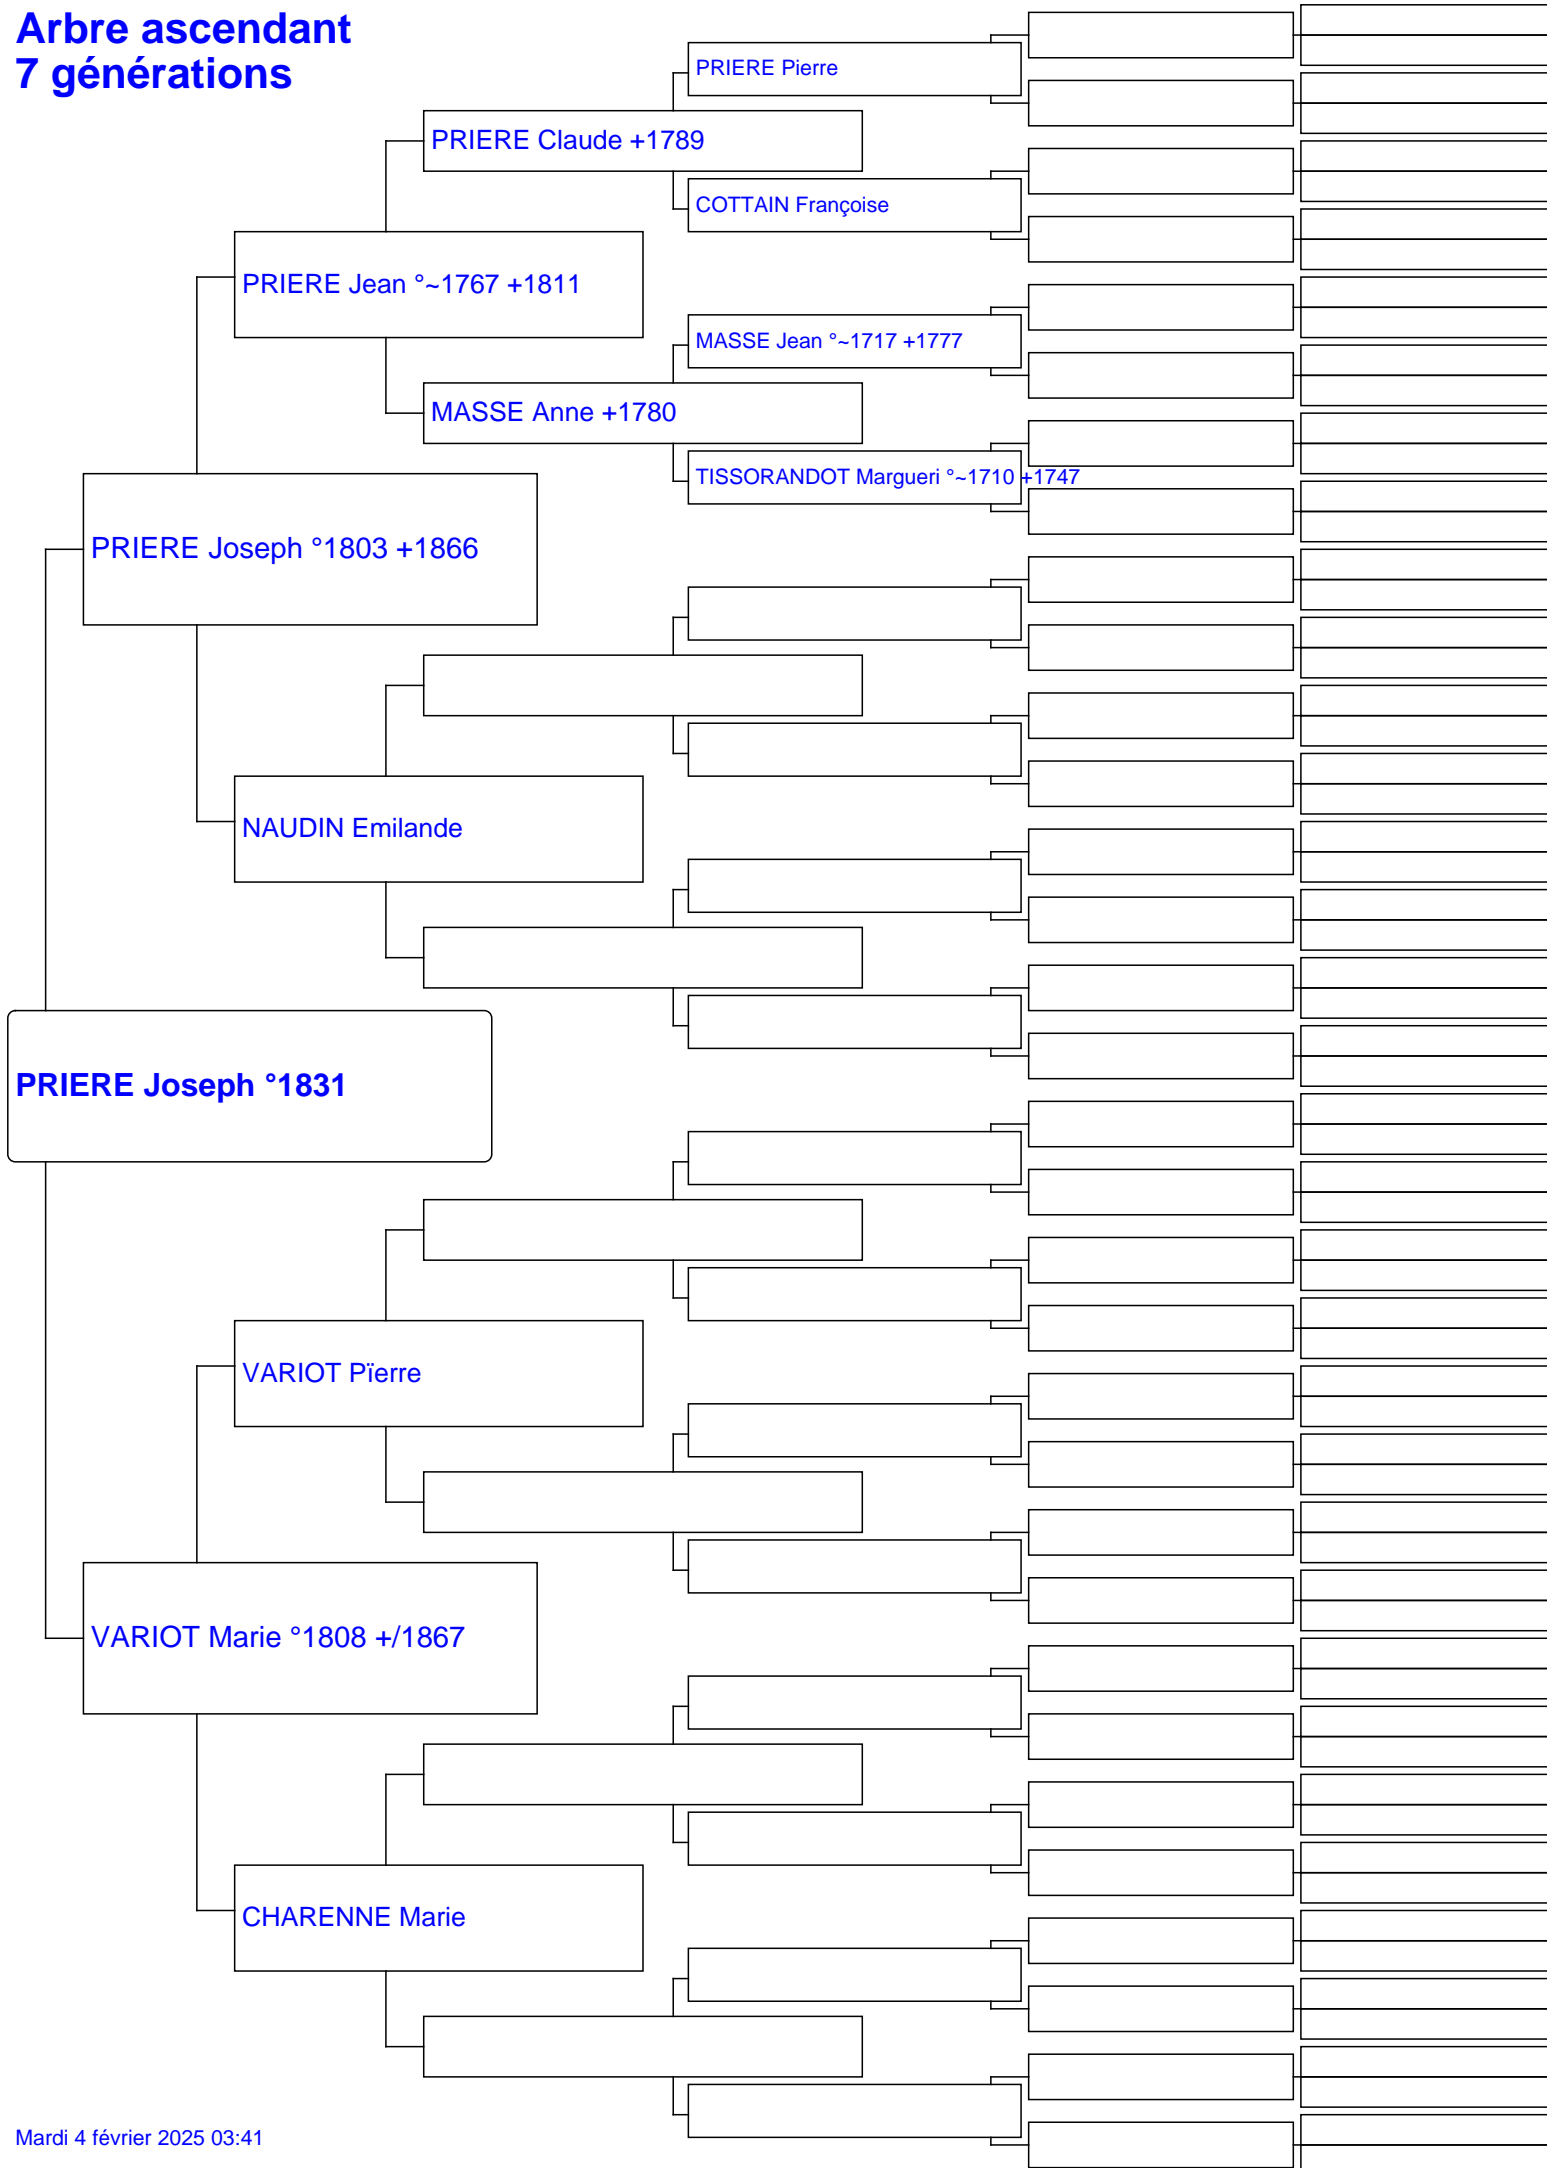 Arbre ascendant
7 générations
PRIERE Pierre
PRIERE Claude +1789
COTTAIN Françoise
PRIERE Jean °~1767 +1811
MASSE Jean °~1717 +1777
MASSE Anne +1780
TISSORANDOT Margueri °~1710 +1747
PRIERE Joseph °1803 +1866
NAUDIN Emilande
PRIERE Joseph °1831
VARIOT Pïerre
VARIOT Marie °1808 +/1867
CHARENNE Marie
Mardi 4 février 2025 03:41